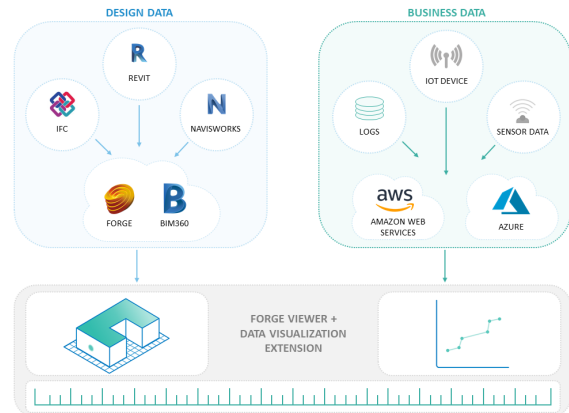 DESIGN DATA
REVIT
IFC
NAVISWORKS
FORGE
BIM360
BUSINESS DATA
IOT DEVICE
LOGS
SENSOR DATA
aws
AMAZON WEB
SERVICES
AZURE
FORGE VIEWER +
DATA VISUALIZATION
EXTENSION